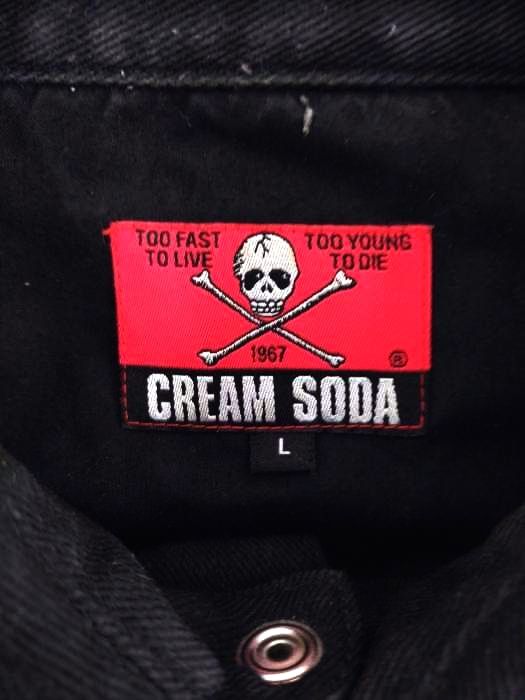 TOO FAST
TO LIVE
TOO YOUNG
TO DIE
1967
®
CREAM SODA
L